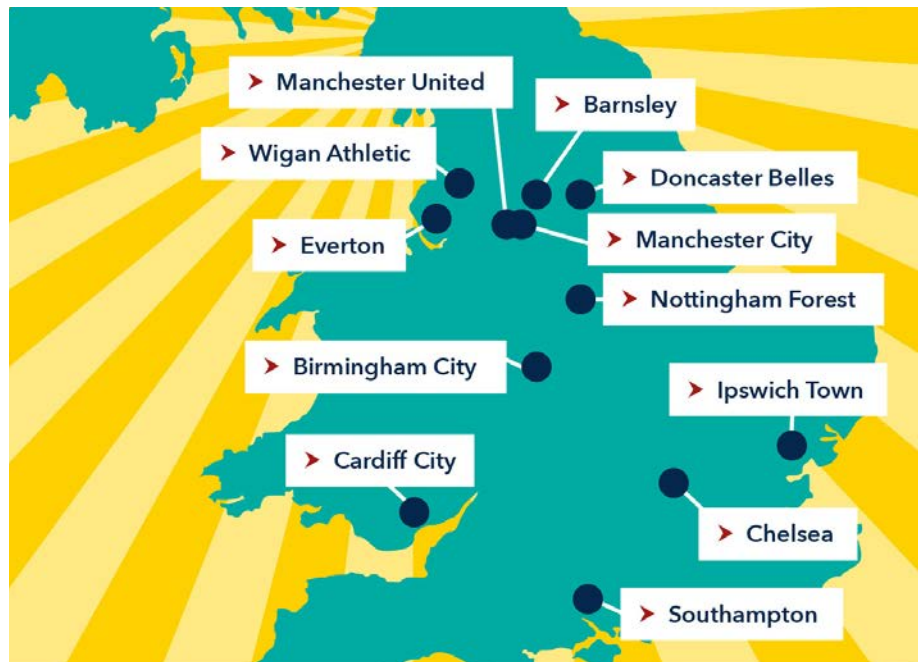 Manchester United
Barnsley
Wigan Athletic
Doncaster Belles
Everton
Manchester City
Nottingham Forest
Birmingham City
Ipswich Town
Cardiff City
Chelsea
Southampton